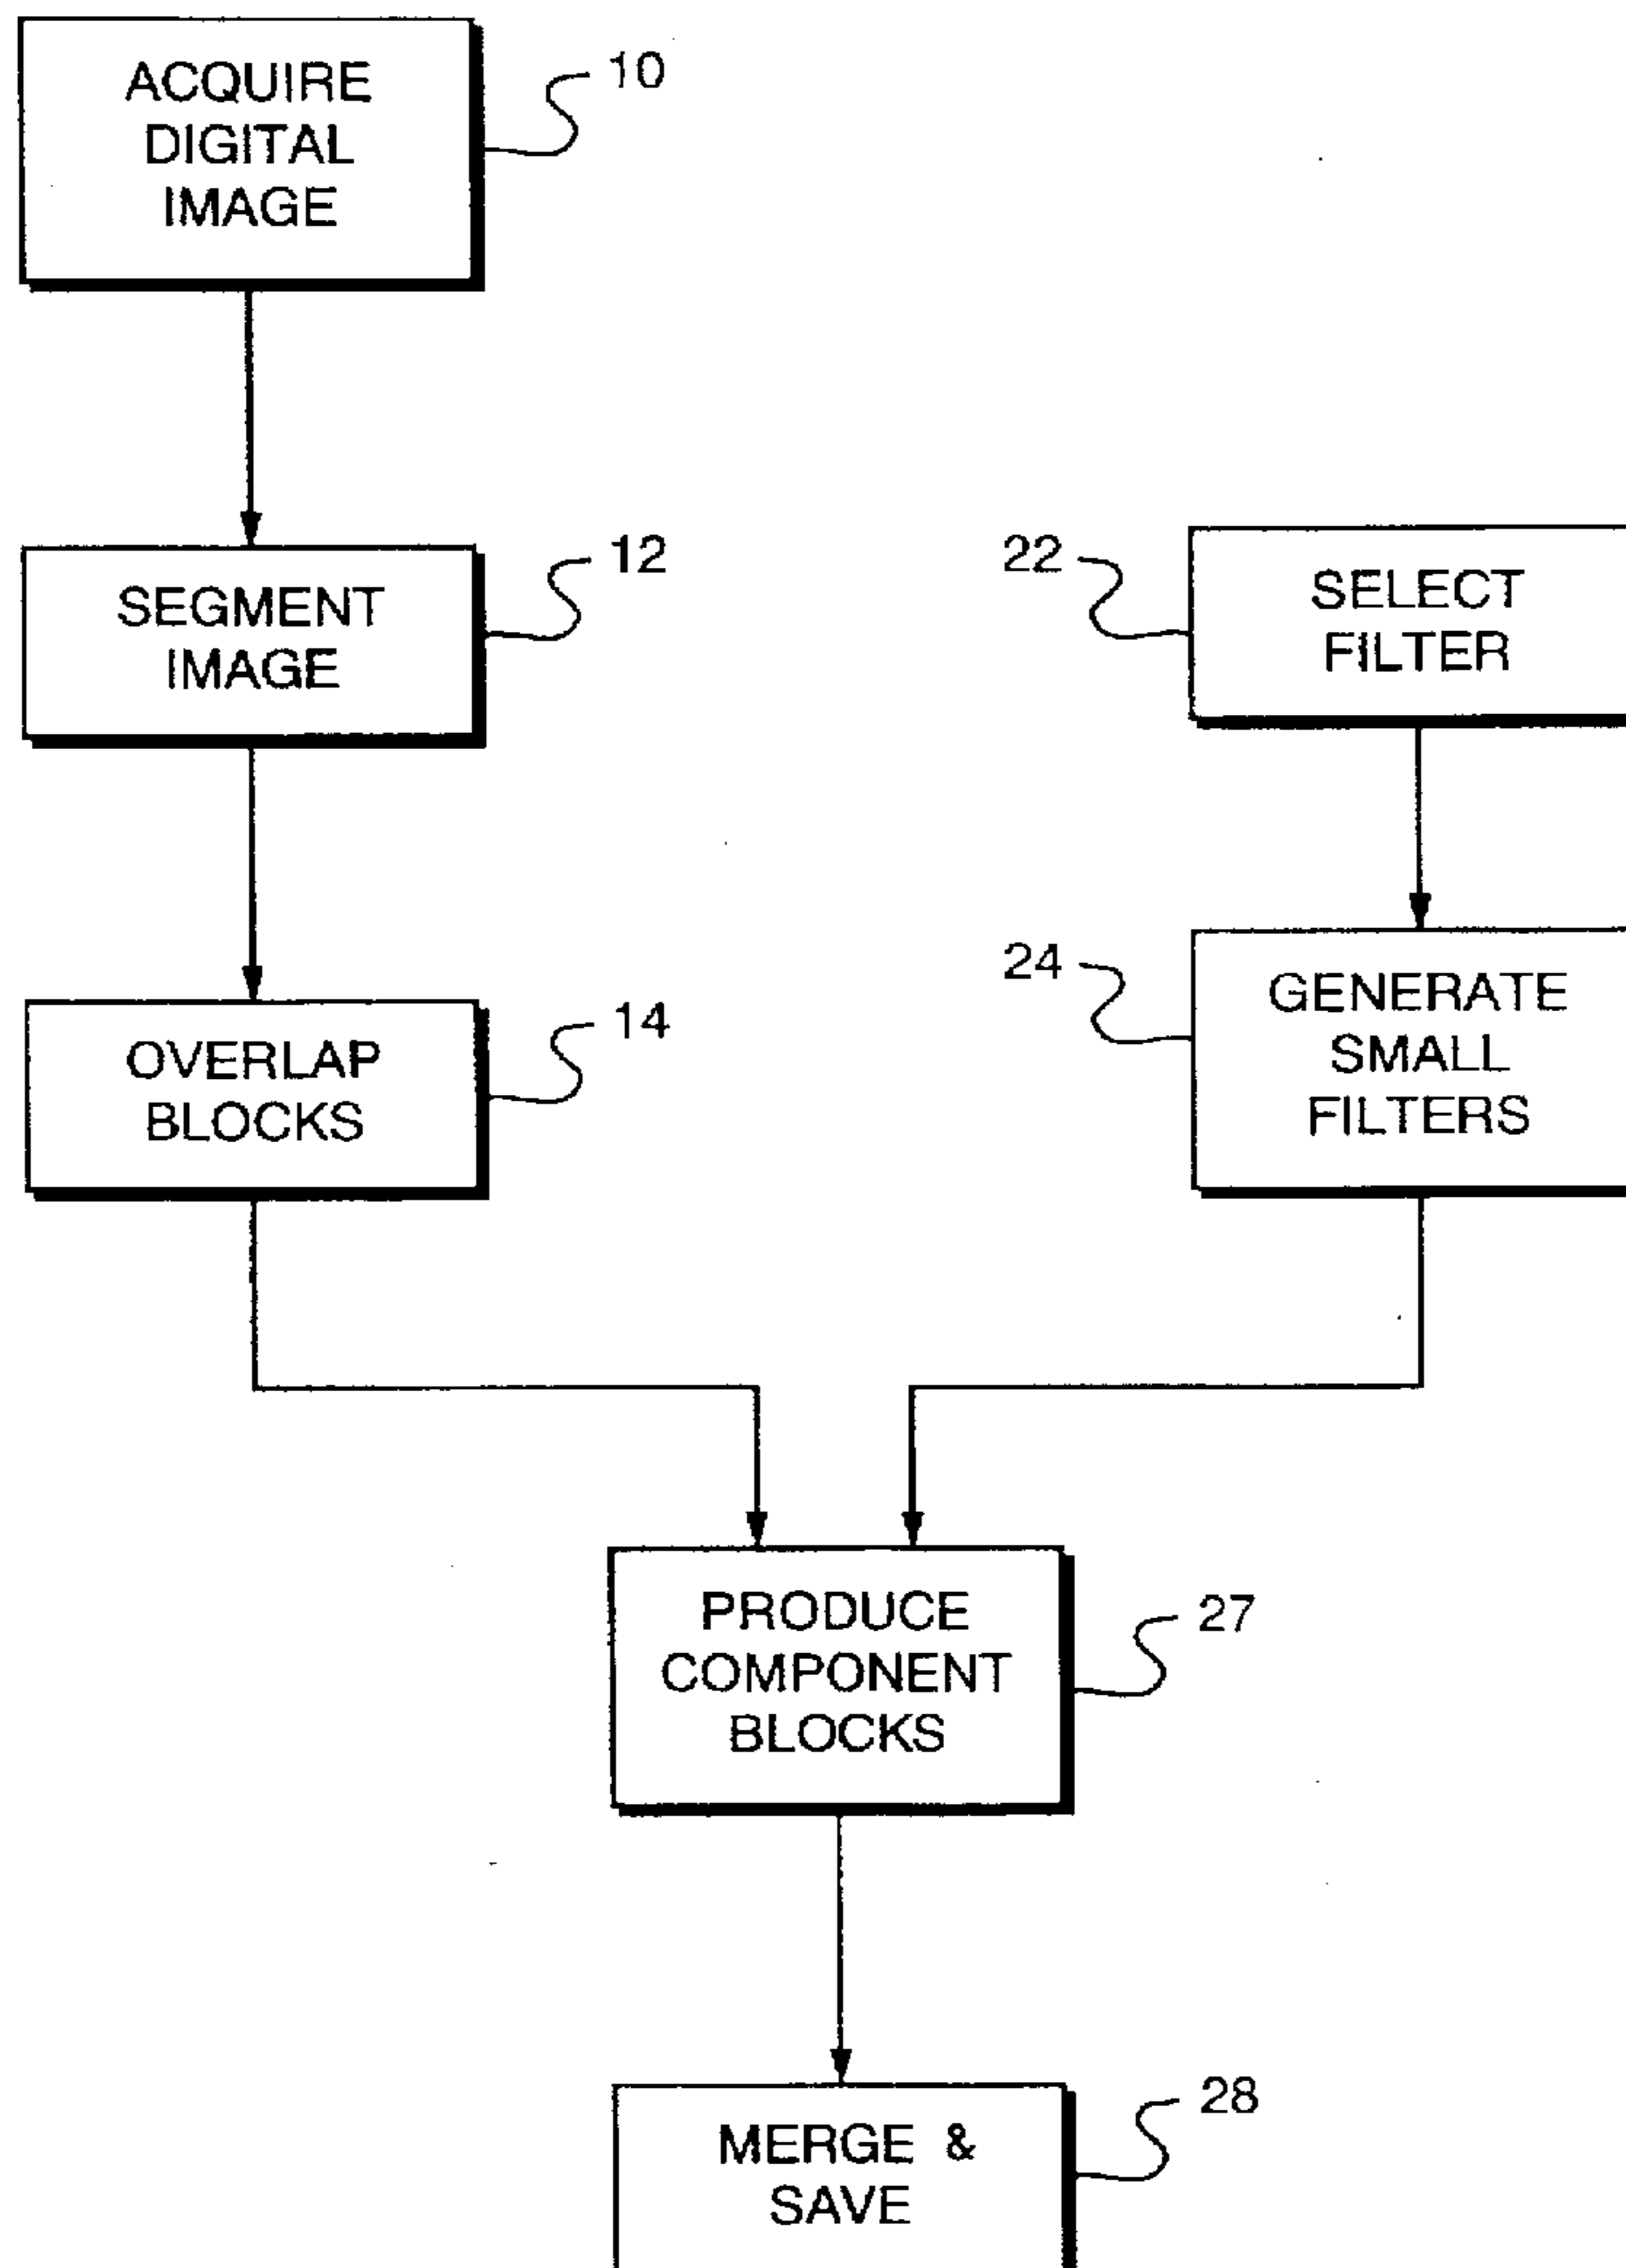 ACQUIRE
DIGITAL
IMAGE
10
SEGMENT
IMAGE
12
22
SELECT
FILTER
OVERLAP
BLOCKS
14
24
GENERATE
SMALL
FILTERS
PRODUCE
COMPONENT
BLOCKS
27
MERGE &
SAVE
28